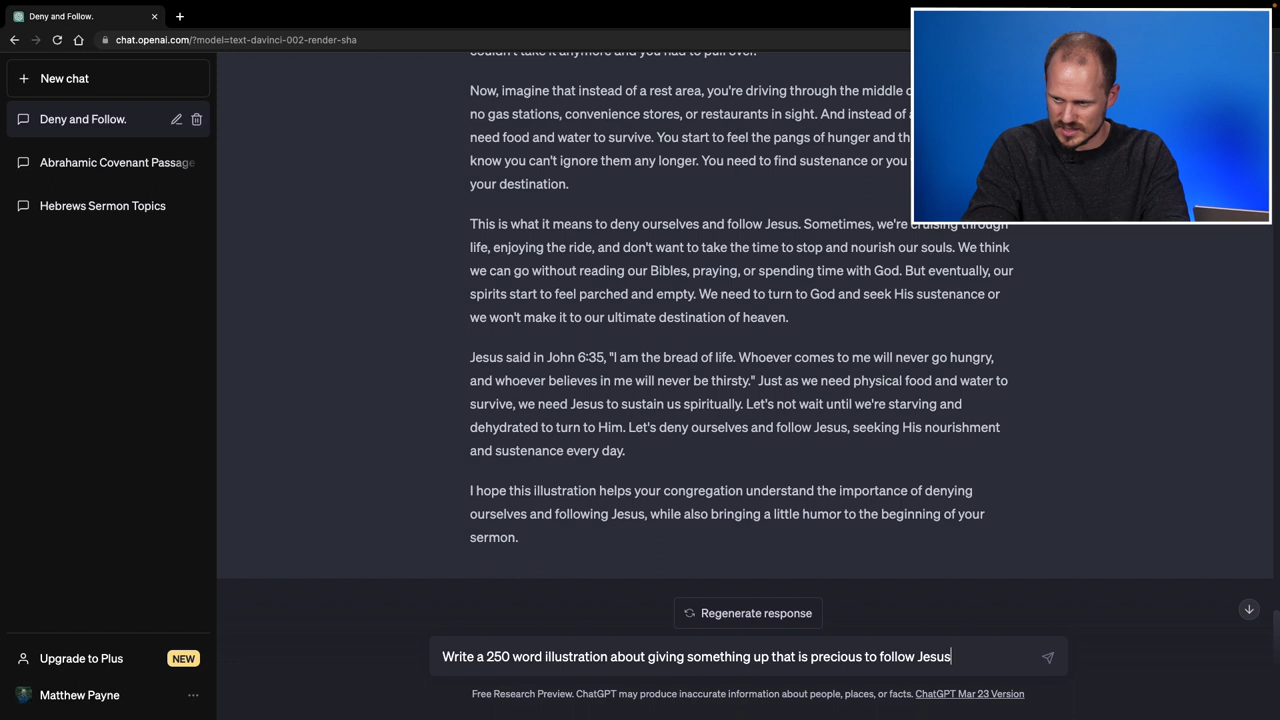 Deny and Follow.
chat.openai.com/?model=text-davinci-002-render-sha
New chat
Deny and Follow.
Abrahamic Covenant Passage
Hebrews Sermon Topics
couldn't take it anymore and you had to pull over.
Now, imagine that instead of a rest area, you're driving through the middle
no gas stations, convenience stores, or restaurants in sight. And instead of
need food and water to survive. You start to feel the pangs of hunger and
know you can't ignore them any longer. You need to find sustenance or you
your destination.
This is what it means to deny ourselves and follow Jesus. Sometimes, we're cruising through
life, enjoying the ride, and don't want to take the time to stop and nourish our souls. We think
we can go without reading our Bibles, praying, or spending time with God. But eventually, our
spirits start to feel parched and empty. We need to turn to God and seek His sustenance or
we won't make it to our ultimate destination of heaven.
Jesus said in John 6:35, "I am the bread of life. Whoever comes to me will never go hungry,
and whoever believes in me will never be thirsty." Just as we need physical food and water to
survive, we need Jesus to sustain us spiritually. Let's not wait until we're starving and
dehydrated to turn to Him. Let's deny ourselves and follow Jesus, seeking His nourishment
and sustenance every day.
I hope this illustration helps your congregation understand the importance of denying
ourselves and following Jesus, while also bringing a little humor to the beginning of your
sermon.
Regenerate response
Write a 250 word illustration about giving something up that is precious to follow Jesus
Upgrade to Plus
NEW
Matthew Payne
Free Research Preview. ChatGPT may produce inaccurate information about people, places, or facts. ChatGPT Mar 23 Version